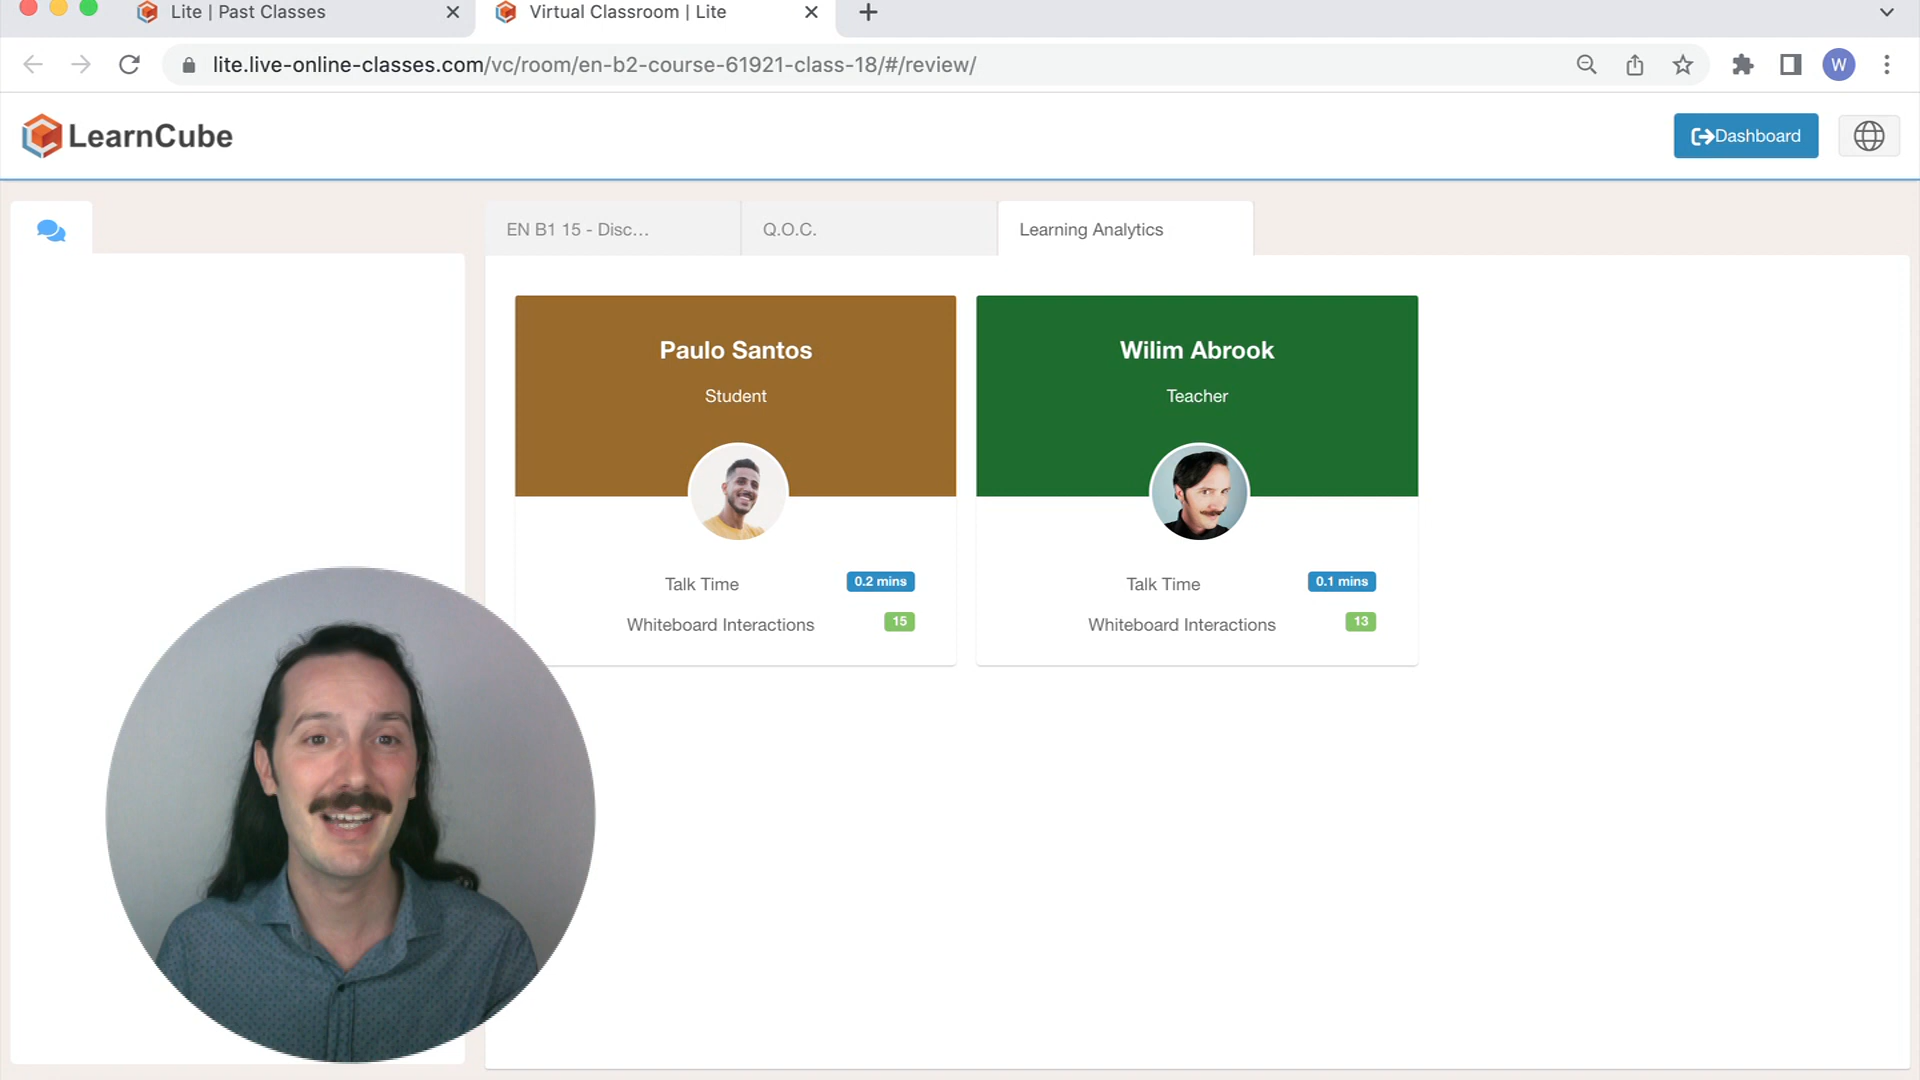 Lite | Past Classes
Virtual Classroom | Lite
lite.live-online-classes.com/vc/room/en-b2-course-61921-class-18/#/review/
W
LearnCube
Dashboard
EN B1 15 - Disc...
Q.O.C.
Learning Analytics
Paulo Santos
Student
Talk Time 0.2 mins
Whiteboard Interactions 15
Wilim Abrook
Teacher
Talk Time 0.1 mins
Whiteboard Interactions 13